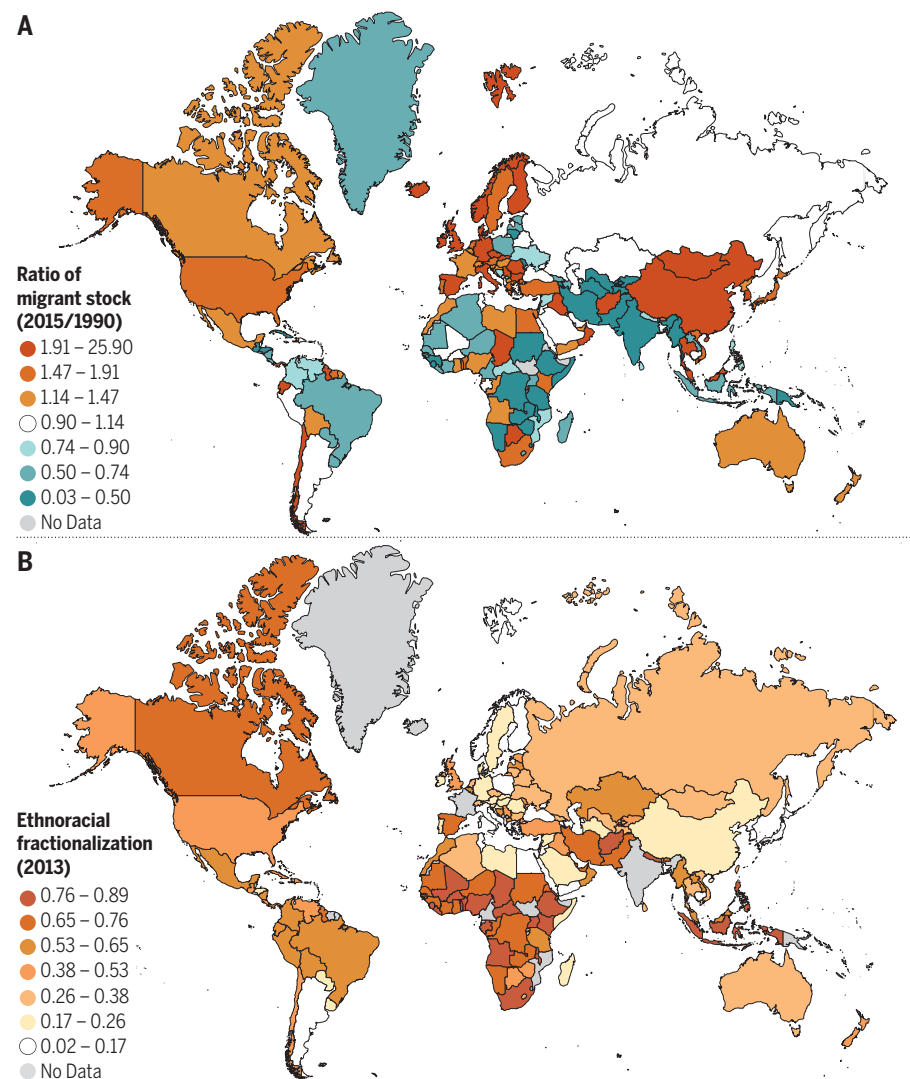 A
Ratio of
migrant stock
(2015/1990)
1.91 – 25.90
1.47 – 1.91
1.14 – 1.47
0.90 – 1.14
0.74 – 0.90
0.50 – 0.74
0.03 – 0.50
No Data
B
Ethnoracial
fractionalization
(2013)
0.76 – 0.89
0.65 – 0.76
0.53 – 0.65
0.38 – 0.53
0.26 – 0.38
0.17 – 0.26
0.02 – 0.17
No Data